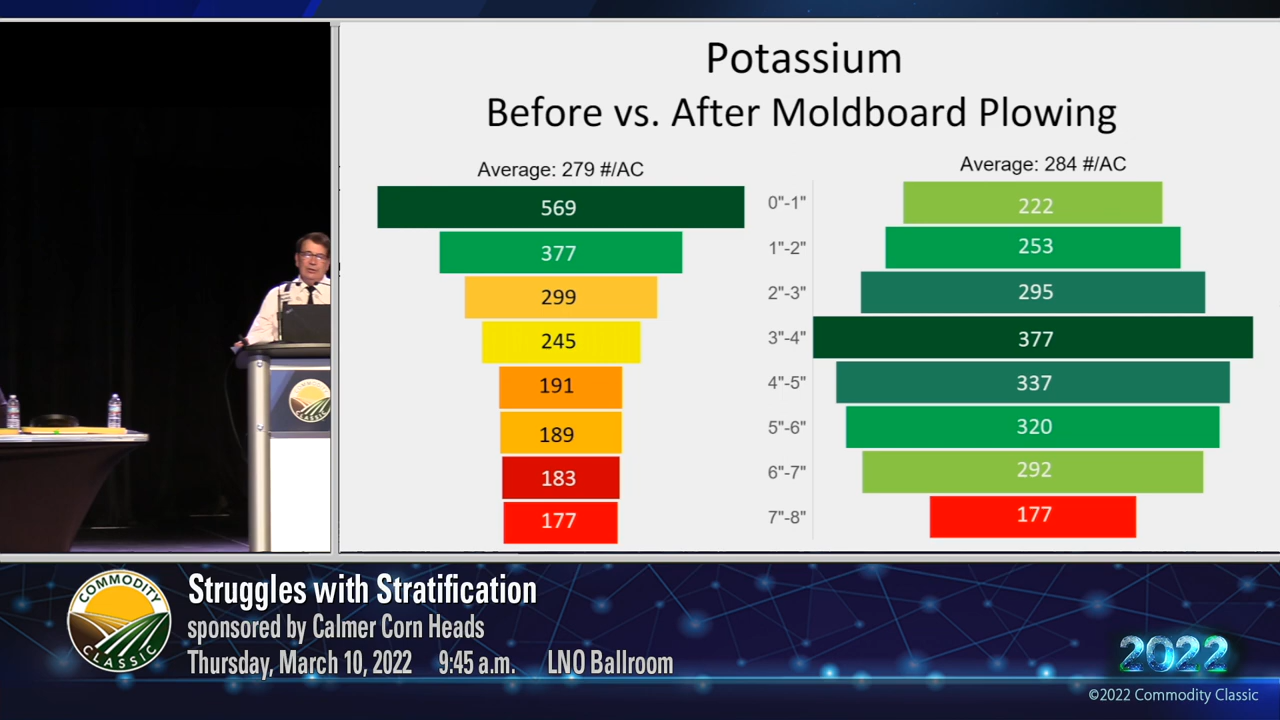 Potassium
Before vs. After Moldboard Plowing
Average: 279 #/AC
Average: 284 #/AC
569
0"-1"
222
377
1"-2"
253
299
2"-3"
295
245
3"-4"
377
191
4"-5"
337
189
5"-6"
320
183
6"-7"
292
177
7"-8"
177
COMMODITY
CLASSIC
Struggles with Stratification
sponsored by Calmer Corn Heads
Thursday, March 10, 2022 9:45 a.m. LNO Ballroom
2022
©2022 Commodity Classic